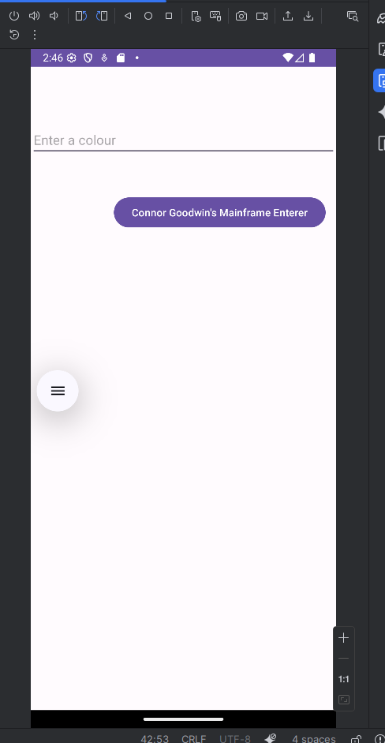 2:46
Enter a colour
Connor Goodwin's Mainframe Enterer
1:1
42:53 CRLF UTF-8 4 spaces